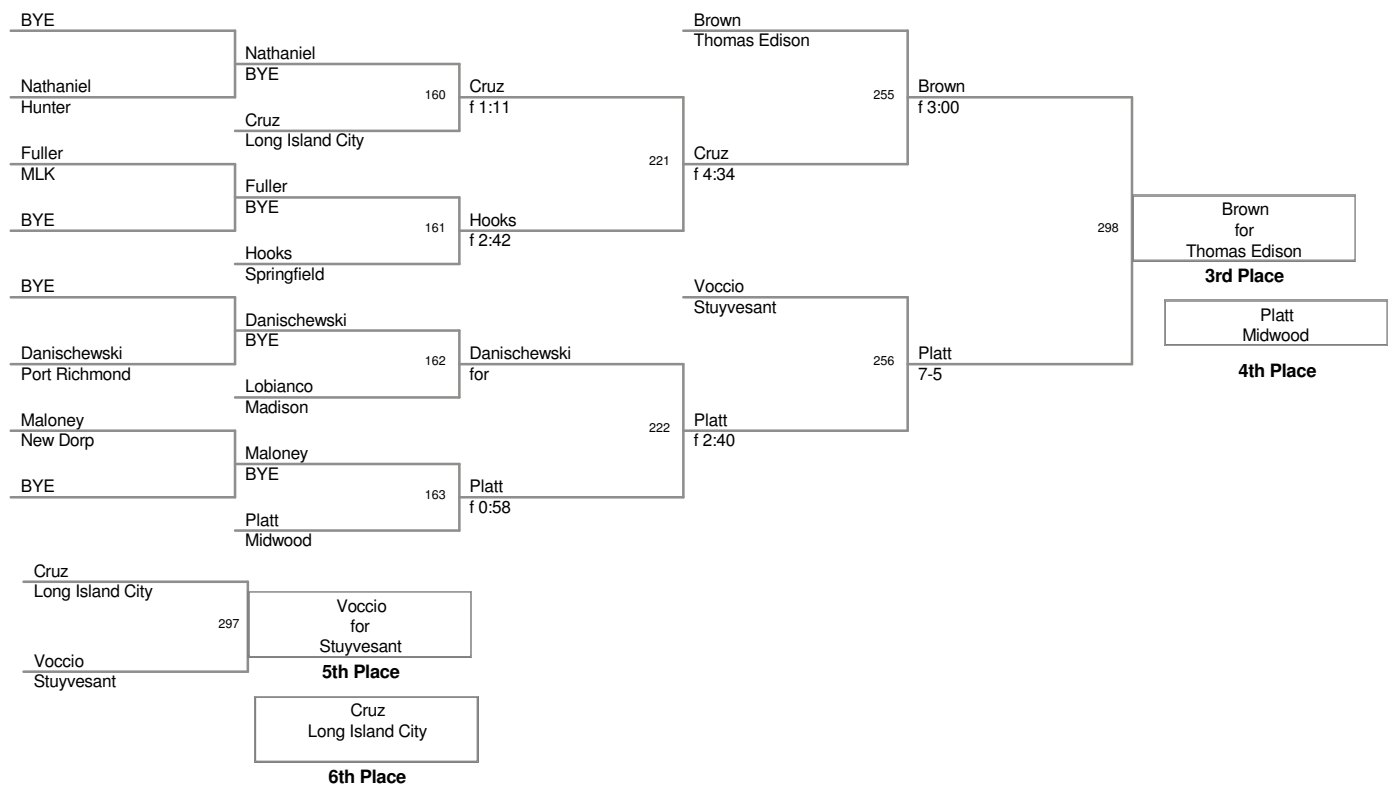 BYE
Nathaniel
Hunter
Fuller
MLK
BYE
BYE
Danischewski
Port Richmond
Maloney
New Dorp
BYE
Nathaniel
BYE
160
Cruz
Long Island City
Fuller
BYE
161
Hooks
Springfield
Danischewski
BYE
162
Lobianco
Madison
Maloney
BYE
163
Platt
Midwood
Cruz
f 1:11
221
Hooks
f 2:42
Danischewski
for
222
Platt
f 0:58
Brown
Thomas Edison
255
Cruz
f 4:34
Voccio
Stuyvesant
256
Platt
f 2:40
Brown
f 3:00
298
Platt
7-5
Brown
for
Thomas Edison
3rd Place
Platt
Midwood
4th Place
Cruz
Long Island City
297
Voccio
Stuyvesant
Voccio
for
Stuyvesant
5th Place
Cruz
Long Island City
6th Place